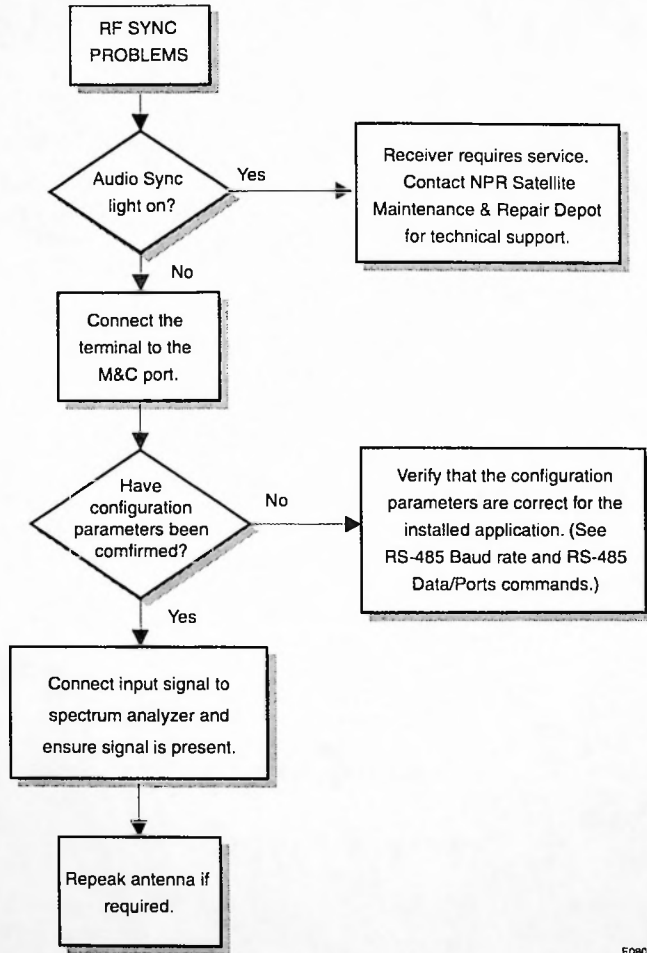 RF SYNC
PROBLEMS
Audio Sync
light on?
Yes
Receiver requires service.
Contact NPR Satellite
Maintenance & Repair Depot
for technical support.
No
Connect the
terminal to the
M&C port.
Have
configuration
parameters been
comfirmed?
No
Verify that the configuration
parameters are correct for the
installed application. (See
RS-485 Baud rate and RS-485
Data/Ports commands.)
Yes
Connect input signal to
spectrum analyzer and
ensure signal is present.
Repeak antenna if
required.